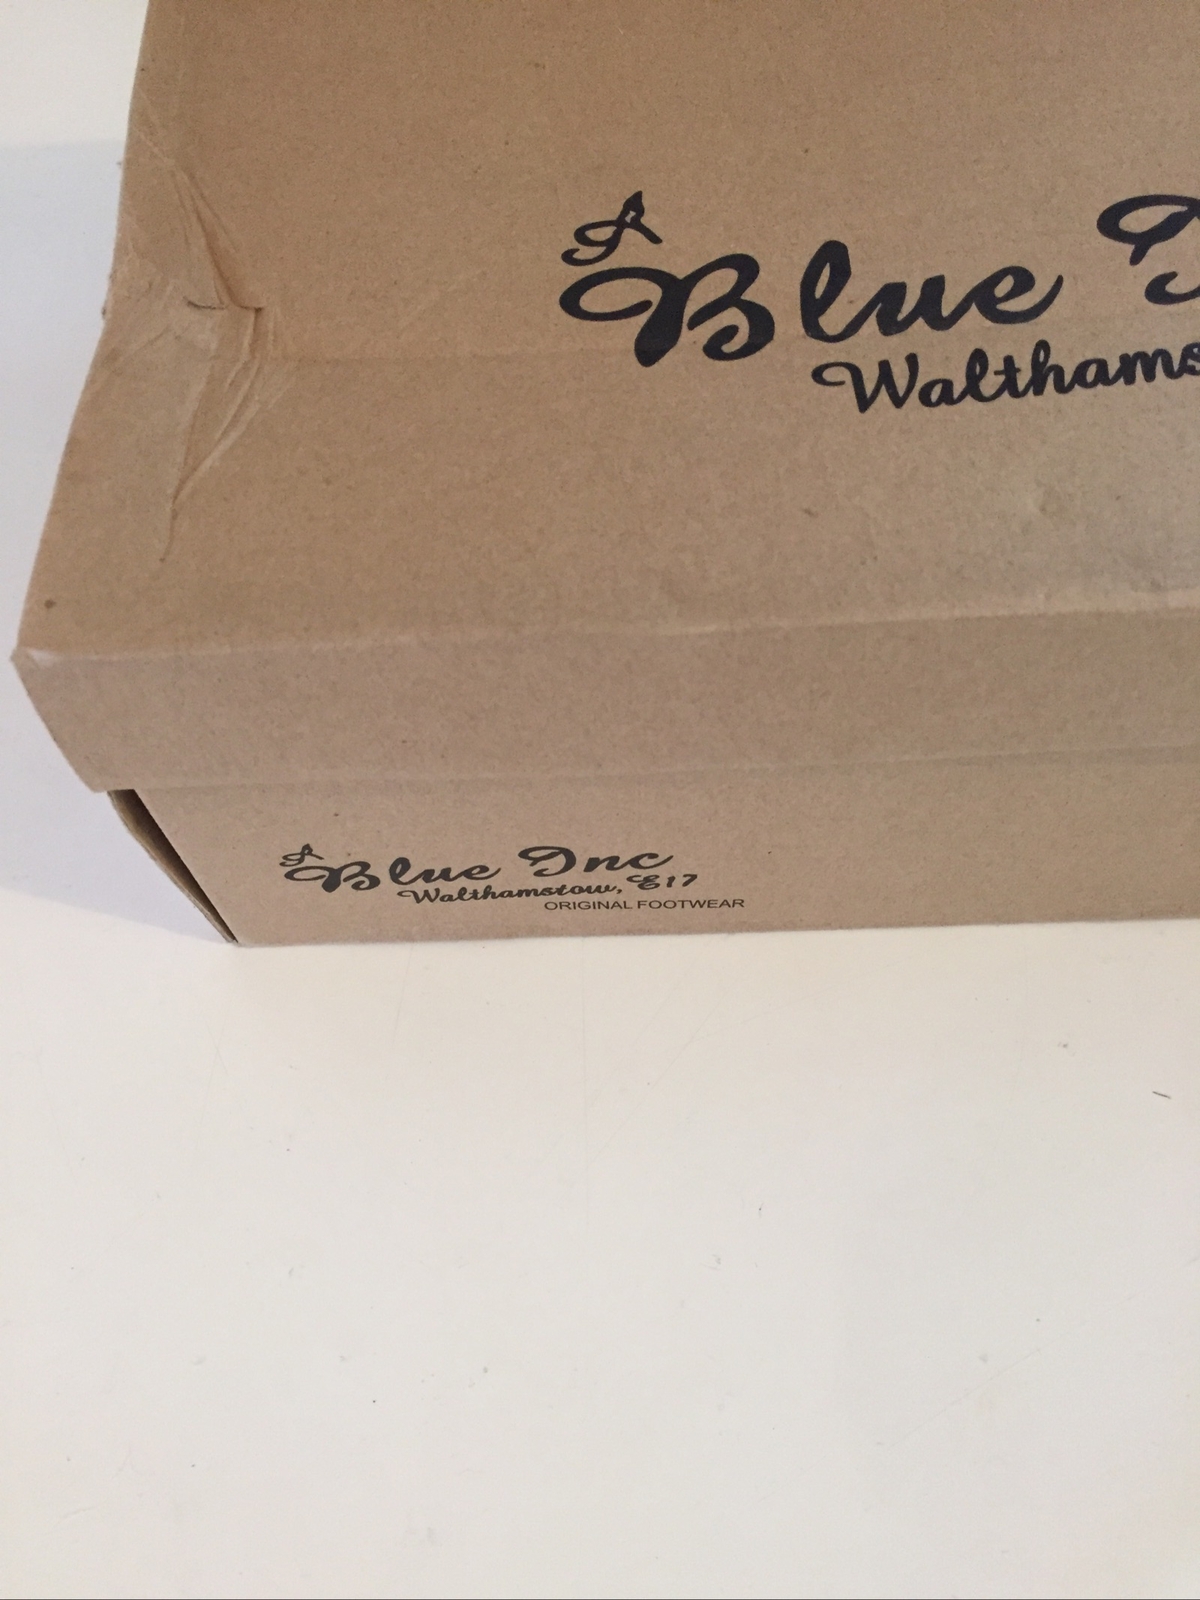 A
Blue
Walthams
A
Blue Inc
Walthamstow, E17
ORIGINAL FOOTWEAR